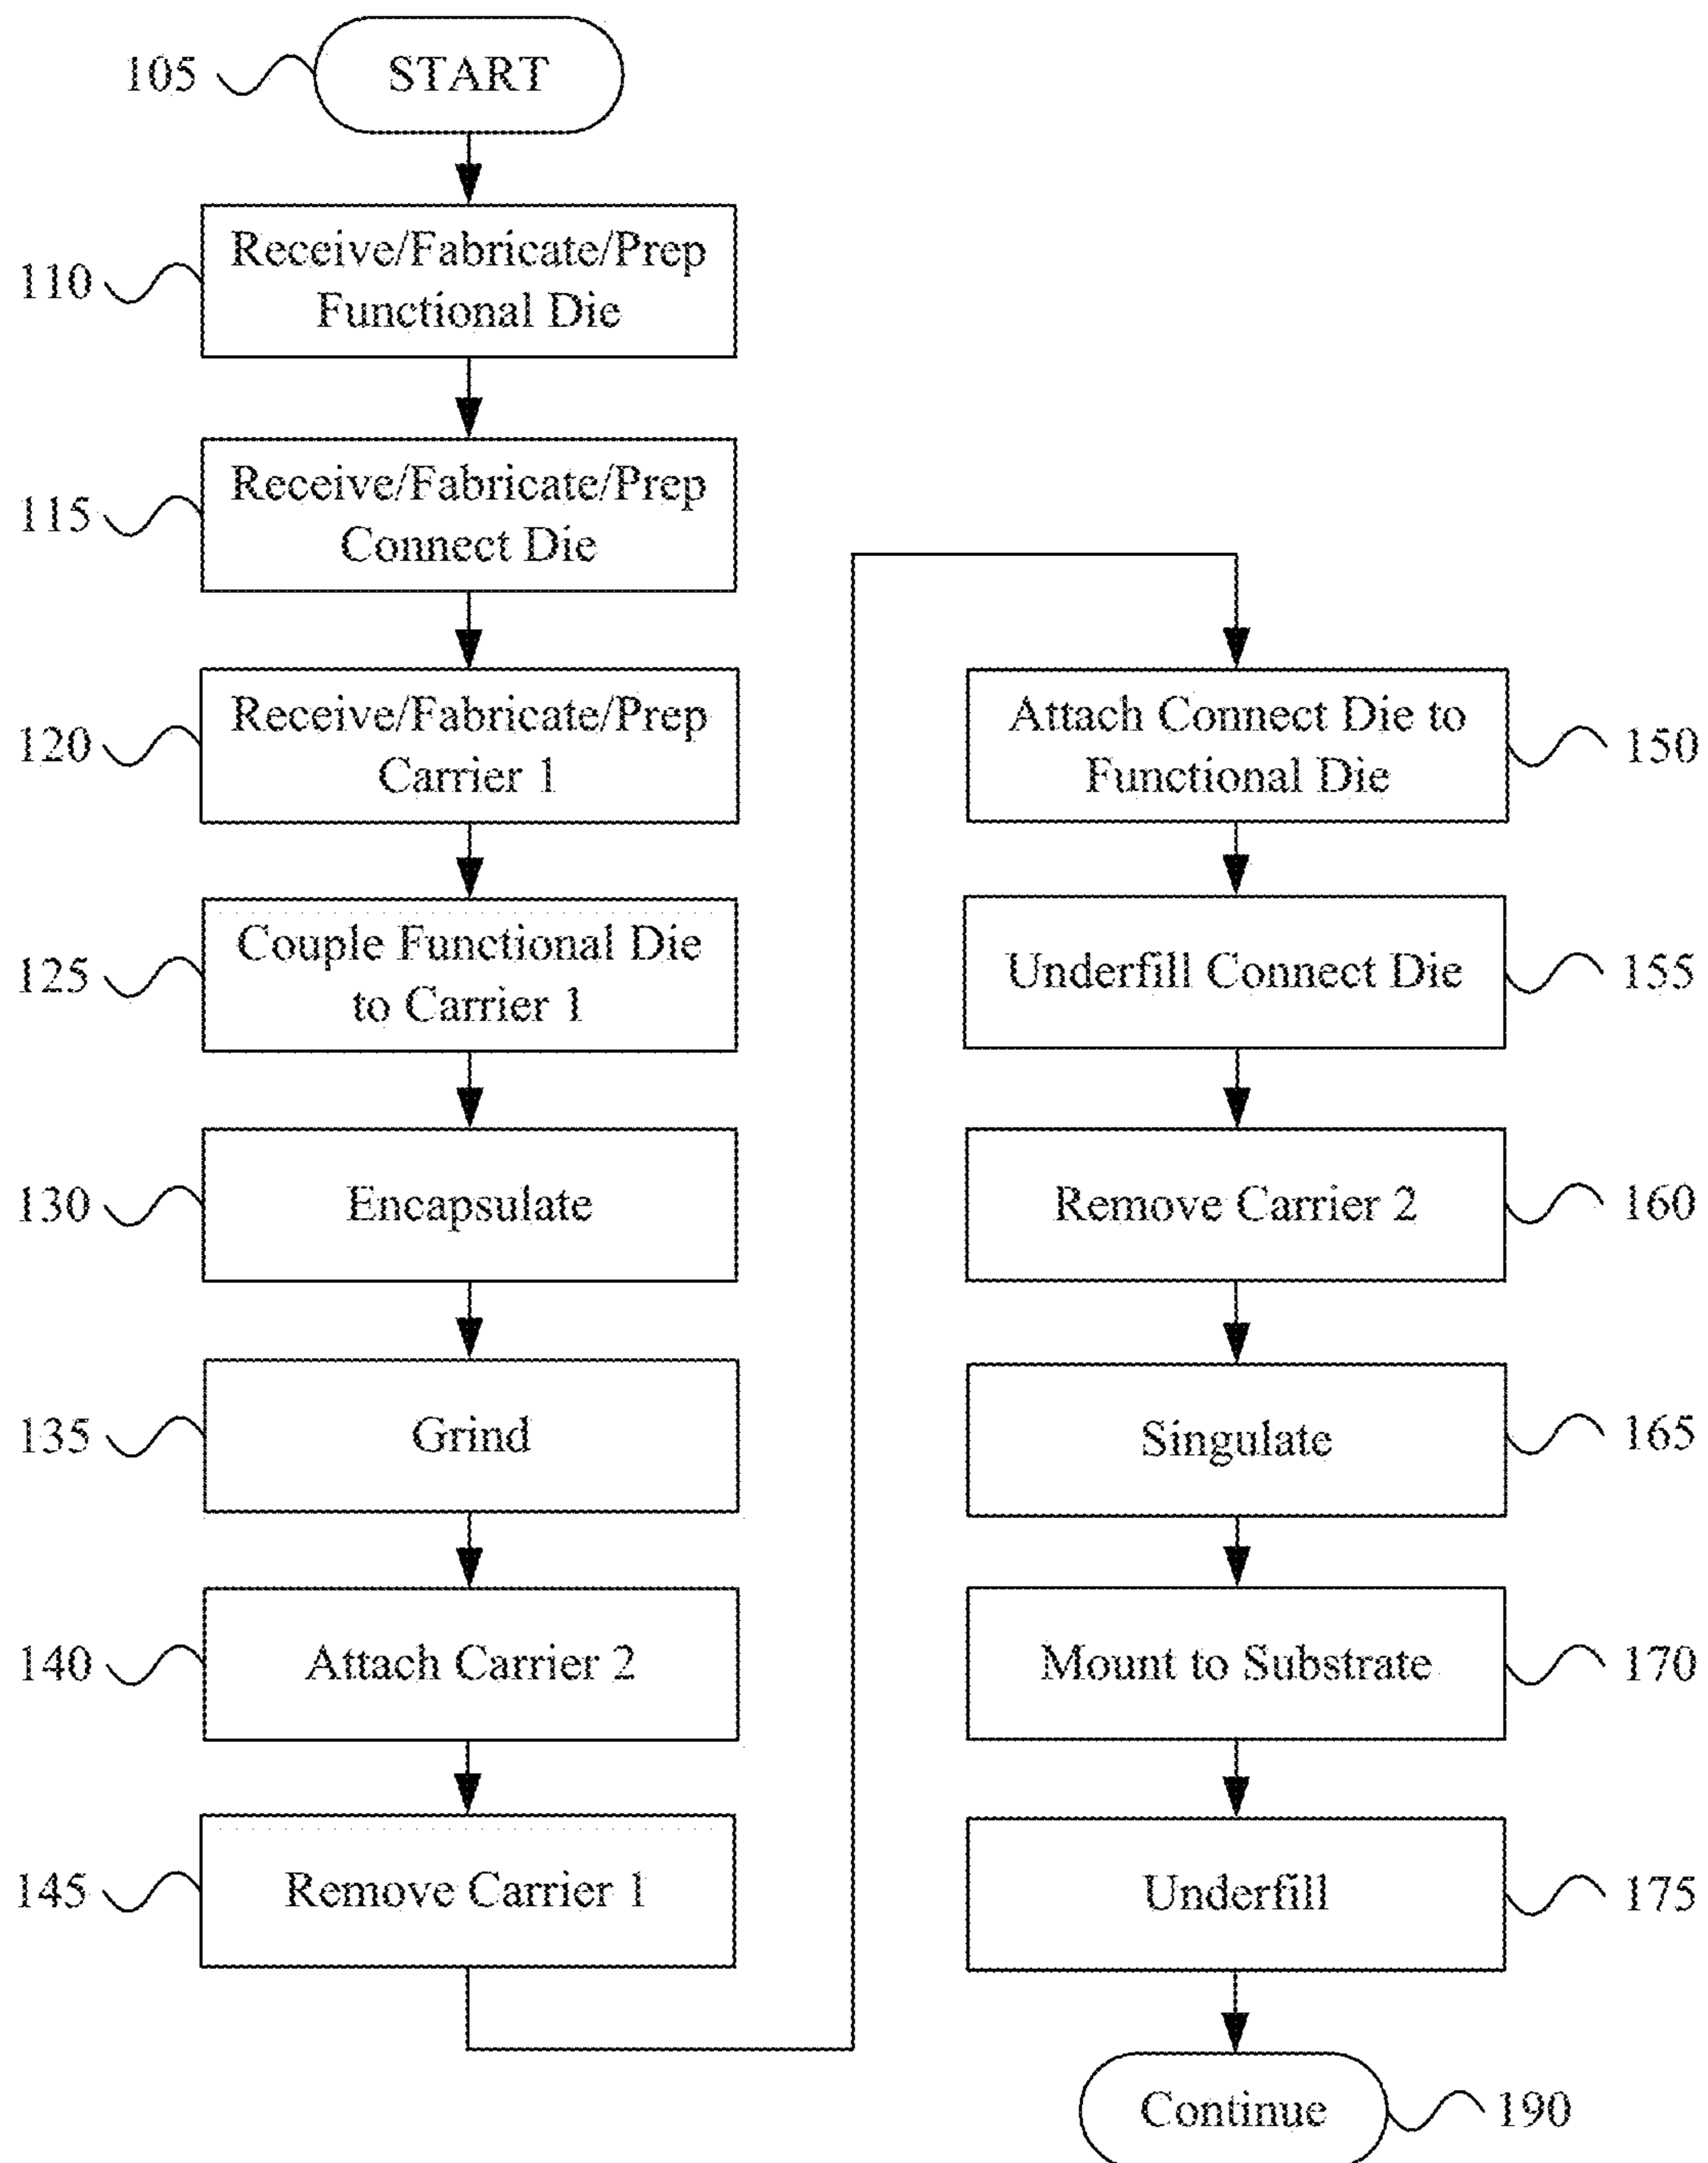 105
START
110
Receive/Fabricate/Prep
Functional Die
115
Receive/Fabricate/Prep
Connect Die
120
Receive/Fabricate/Prep
Carrier 1
125
Couple Functional Die
to Carrier 1
130
Encapsulate
135
Grind
140
Attach Carrier 2
145
Remove Carrier 1
Attach Connect Die to
Functional Die
150
Underfill Connect Die
155
Remove Carrier 2
160
Singulate
165
Mount to Substrate
170
Underfill
175
Continue
190